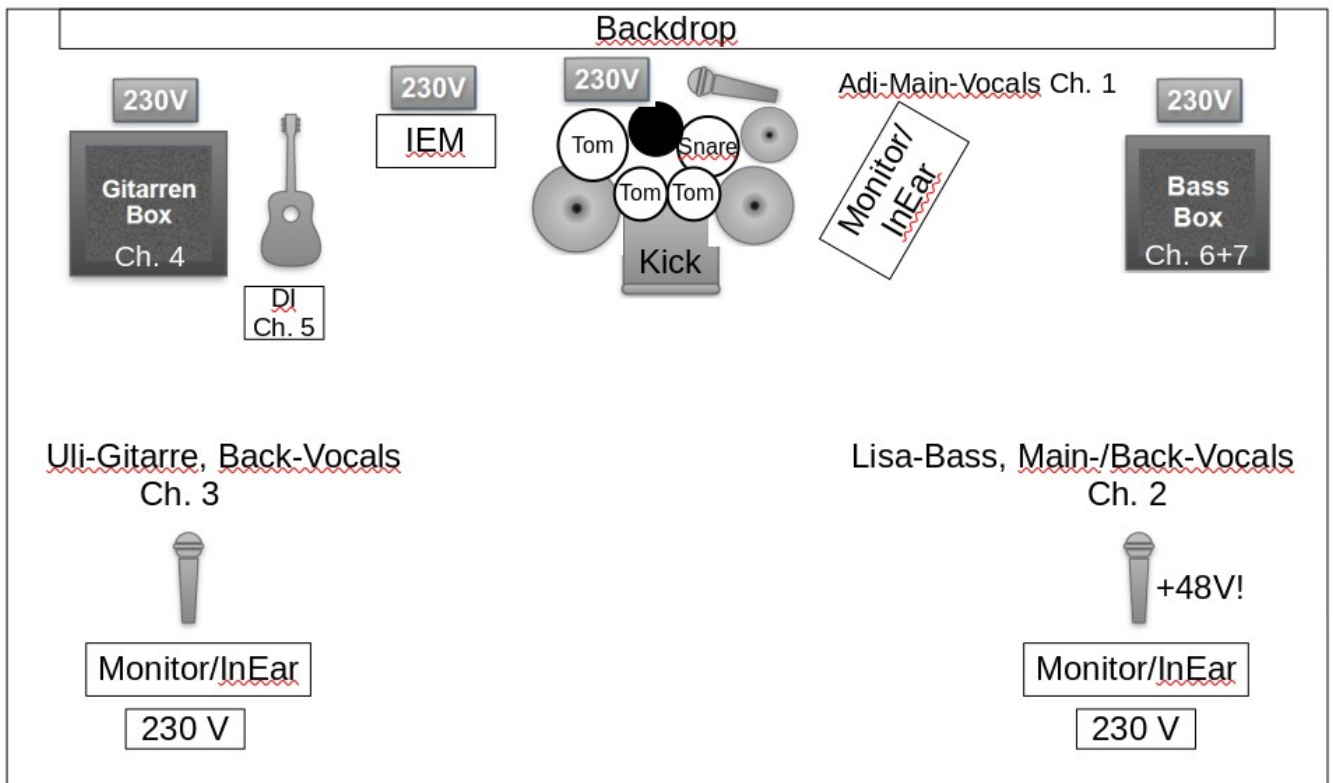 Backdrop
230V
230V
230V
Adi-Main-Vocals Ch. 1
230V
Gitarren
Box
Ch. 4
IEM
Tom
Snare
Tom
Tom
Kick
Monitor/
InEar
Bass
Box
Ch. 6+7
DI
Ch. 5
Uli-Gitarre, Back-Vocals
Ch. 3
Lisa-Bass, Main-/Back-Vocals
Ch. 2
+48V!
Monitor/InEar
230 V
Monitor/InEar
230 V